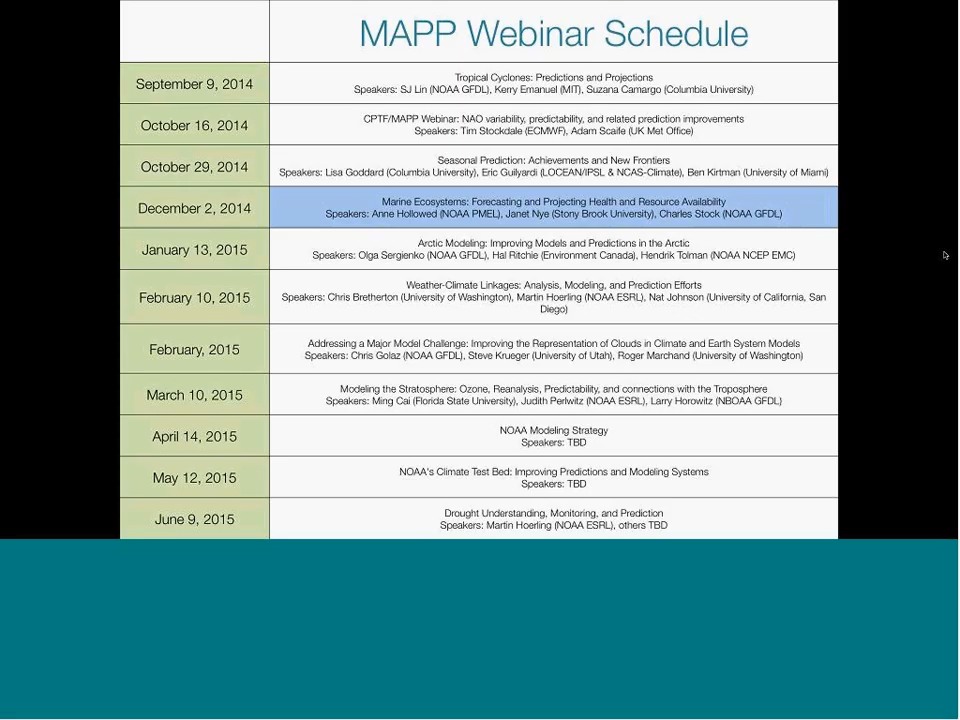 MAPP Webinar Schedule
September 9, 2014
Tropical Cyclones: Predictions and Projections
Speakers: SJ Lin (NOAA GFDL), Kerry Emanuel (MIT), Suzana Camargo (Columbia University)
October 16, 2014
CPTF/MAPP Webinar: NAO variability, predictability, and related prediction improvements
Speakers: Tim Stockdale (ECMWF), Adam Scaife (UK Met Office)
October 29, 2014
Seasonal Prediction: Achievements and New Frontiers
Speakers: Lisa Goddard (Columbia University), Eric Guilyardi (LOCEAN/IPSL & NCAS-Climate), Ben Kirtman (University of Miami)
December 2, 2014
Marine Ecosystems: Forecasting and Projecting Health and Resource Availability
Speakers: Anne Hollowed (NOAA PMEL), Janet Nye (Stony Brook University), Charles Stock (NOAA GFDL)
January 13, 2015
Arctic Modeling: Improving Models and Predictions in the Arctic
Speakers: Olga Sergienko (NOAA GFDL), Hal Ritchie (Environment Canada), Hendrik Tolman (NOAA NCEP EMC)
February 10, 2015
Weather-Climate Linkages: Analysis, Modeling, and Prediction Efforts
Speakers: Chris Bretherton (University of Washington), Martin Hoerling (NOAA ESRL), Nat Johnson (University of California, San
Diego)
February, 2015
Addressing a Major Model Challenge: Improving the Representation of Clouds in Climate and Earth System Models
Speakers: Chris Golaz (NOAA GFDL), Steve Krueger (University of Utah), Roger Marchand (University of Washington)
March 10, 2015
Modeling the Stratosphere: Ozone, Reanalysis, Predictability, and connections with the Troposphere
Speakers: Ming Cai (Florida State University), Judith Perlwitz (NOAA ESRL), Larry Horowitz (NBOAA GFDL)
April 14, 2015
NOAA Modeling Strategy
Speakers: TBD
May 12, 2015
NOAA's Climate Test Bed: Improving Predictions and Modeling Systems
Speakers: TBD
June 9, 2015
Drought Understanding, Monitoring, and Prediction
Speakers: Martin Hoerling (NOAA ESRL), others TBD